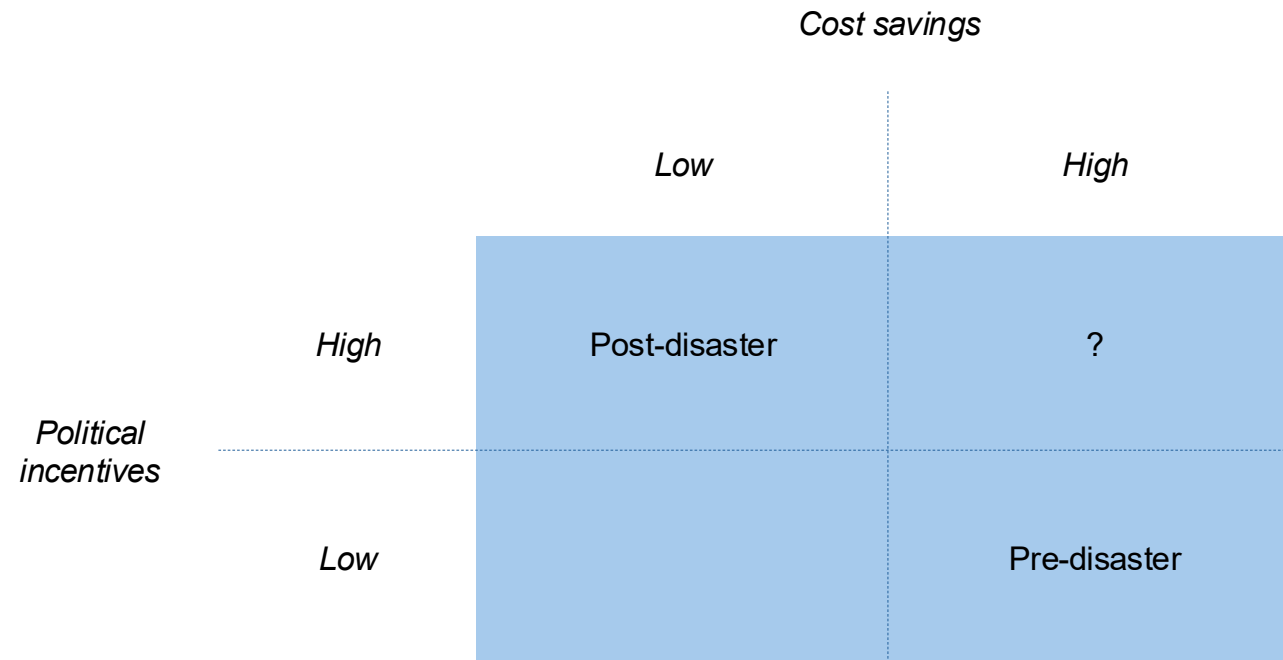 Cost savings
Low High
High Post-disaster ?
Political
incentives
Low Pre-disaster